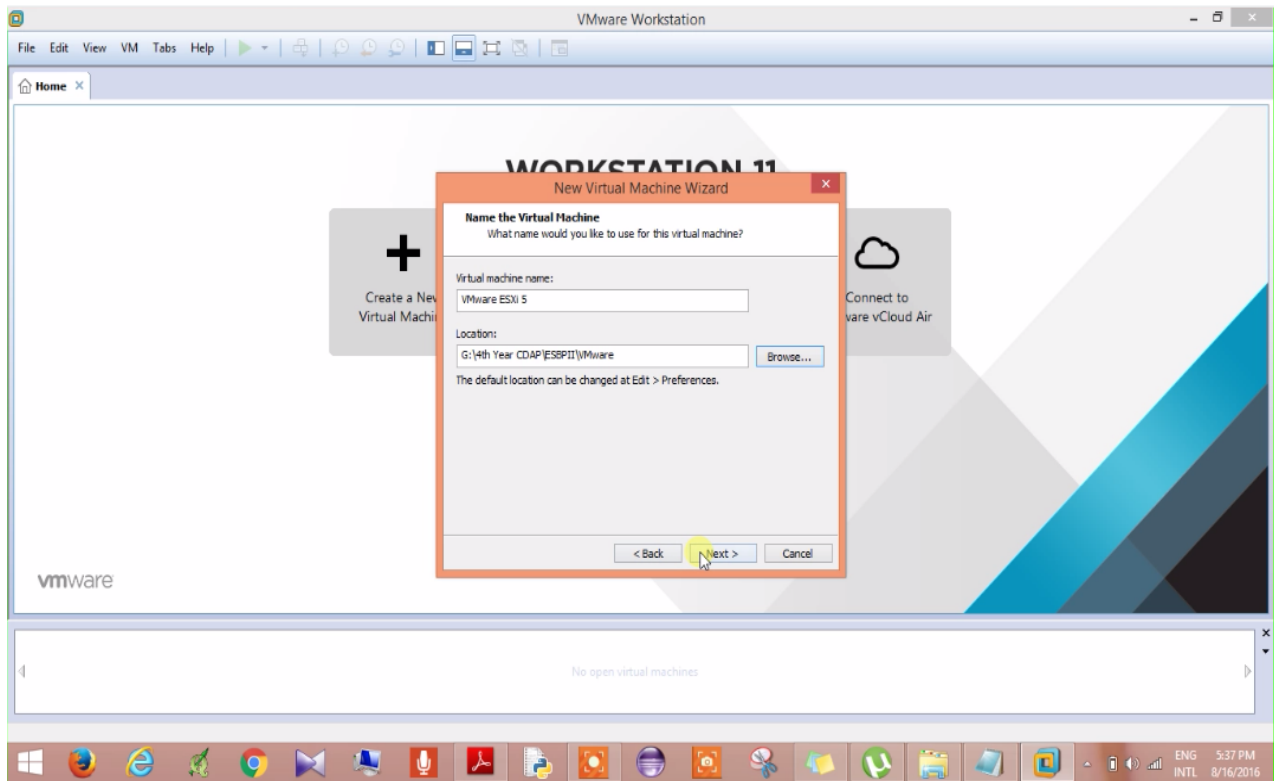 VMware Workstation
File Edit View VM Tabs Help
Home
WORKSTATION 11
New Virtual Machine Wizard
Name the Virtual Machine
What name would you like to use for this virtual machine?
Virtual machine name:
VMware ESXi 5
Location:
G:\4th Year CDAP\ESBPII\VMware
Browse...
The default location can be changed at Edit > Preferences.
< Back Next > Cancel
Create a New
Virtual Machi
Connect to
ware vCloud Air
vmware
No open virtual machines
ENG 5:37 PM
INTL 8/16/2016